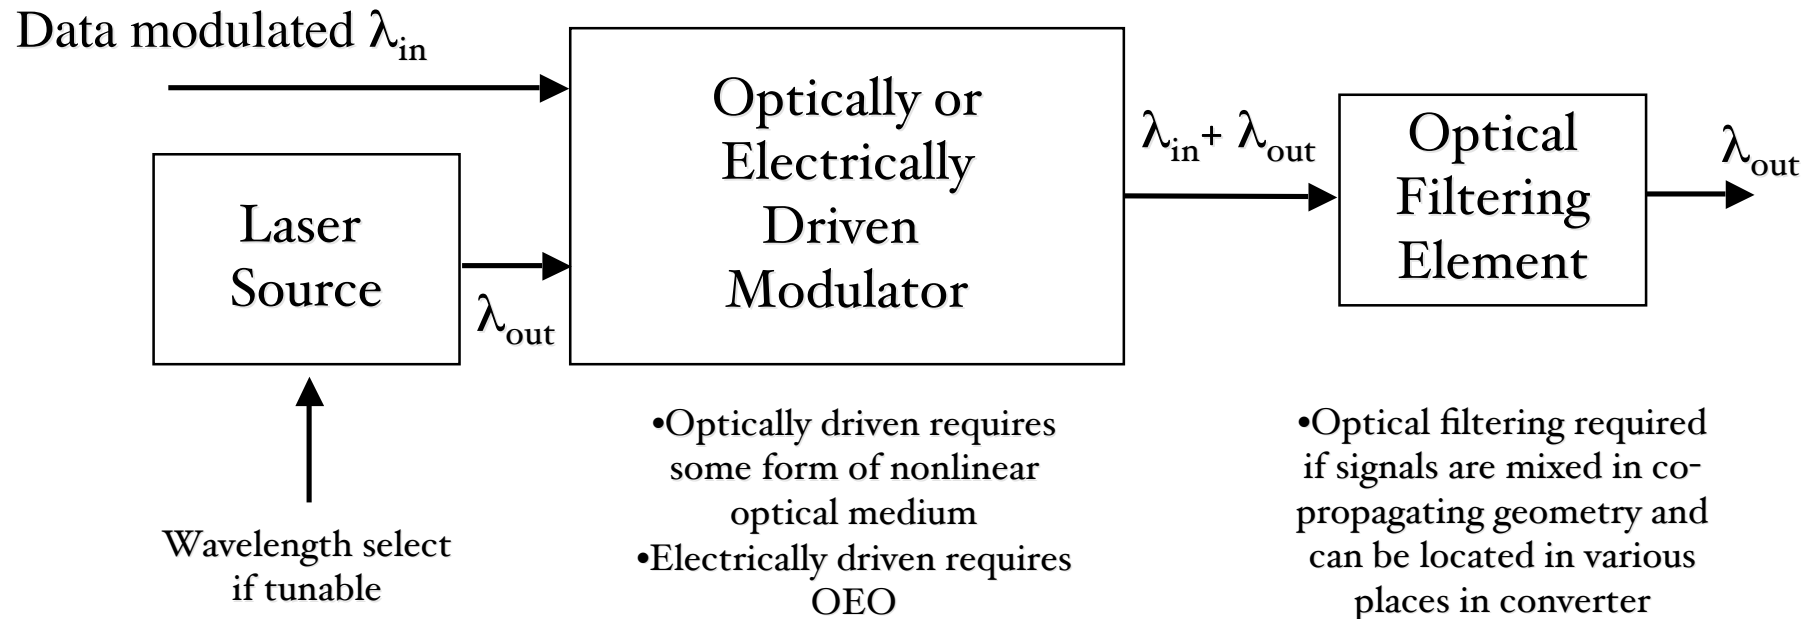 Data modulated λin
Optically or
Electrically
Driven
Modulator
Laser
Source
λout
λin+ λout
Optical
Filtering
Element
λout
Wavelength select
if tunable
•Optically driven requires
some form of nonlinear
optical medium
•Electrically driven requires
OEO
•Optical filtering required
if signals are mixed in co-
propagating geometry and
can be located in various
places in converter